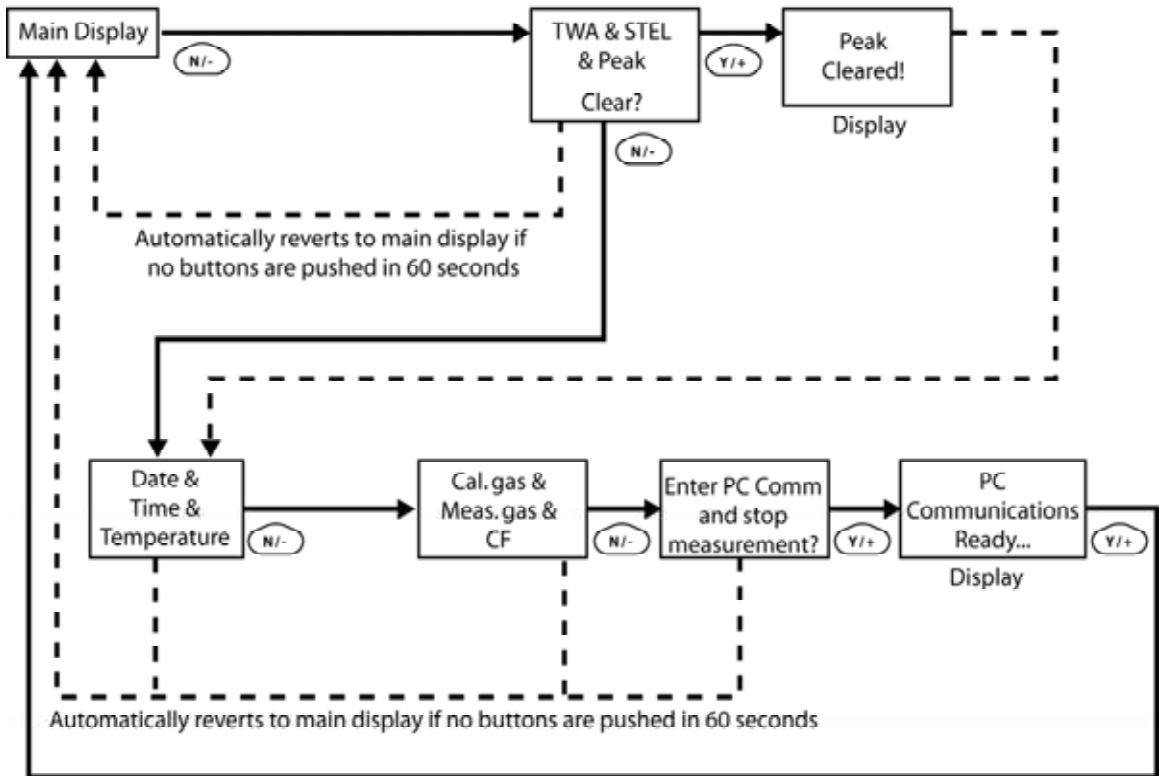 Main Display
N/-
TWA & STEL
& Peak
Clear?
Y/+
Peak
Cleared!
Display
N/-
Automatically reverts to main display if
no buttons are pushed in 60 seconds
Date &
Time &
Temperature
N/-
Cal.gas &
Meas.gas &
CF
N/-
Enter PC Comm
and stop
measurement?
Y/+
PC
Communications
Ready...
Y/+
Display
Automatically reverts to main display if no buttons are pushed in 60 seconds